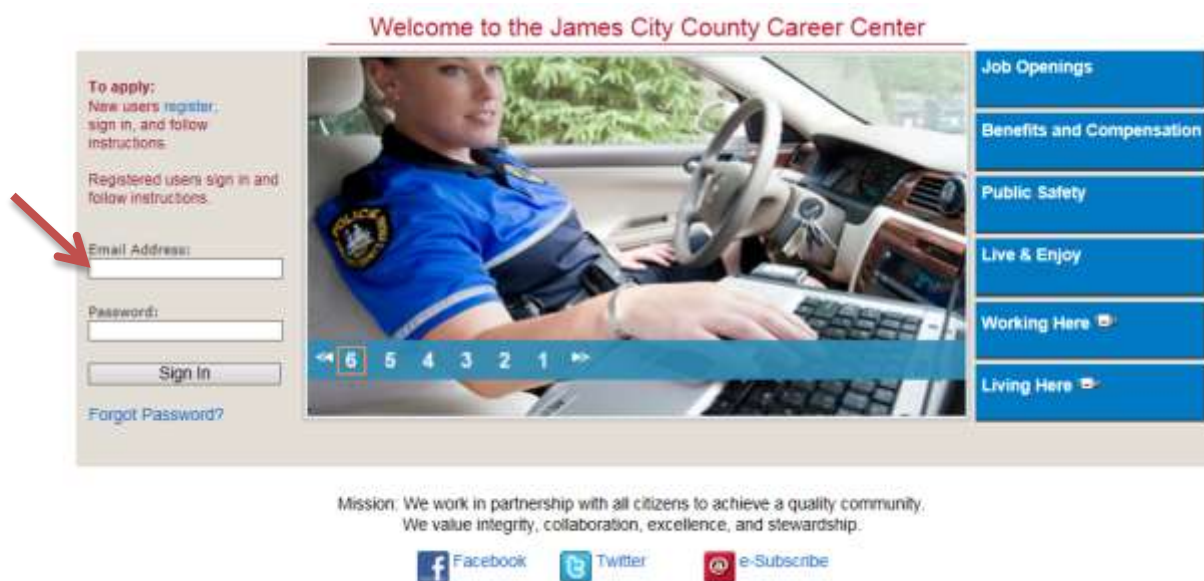 Welcome to the James City County Career Center
To apply:
New users register,
sign in, and follow
instructions.
Registered users sign in and
follow instructions.
Email Address:
Password:
Sign In
Forgot Password?
POLICE
6 5 4 3 2 1
Job Openings
Benefits and Compensation
Public Safety
Live & Enjoy
Working Here
Living Here
Mission: We work in partnership with all citizens to achieve a quality community.
We value integrity, collaboration, excellence, and stewardship.
Facebook
Twitter
e-Subscribe